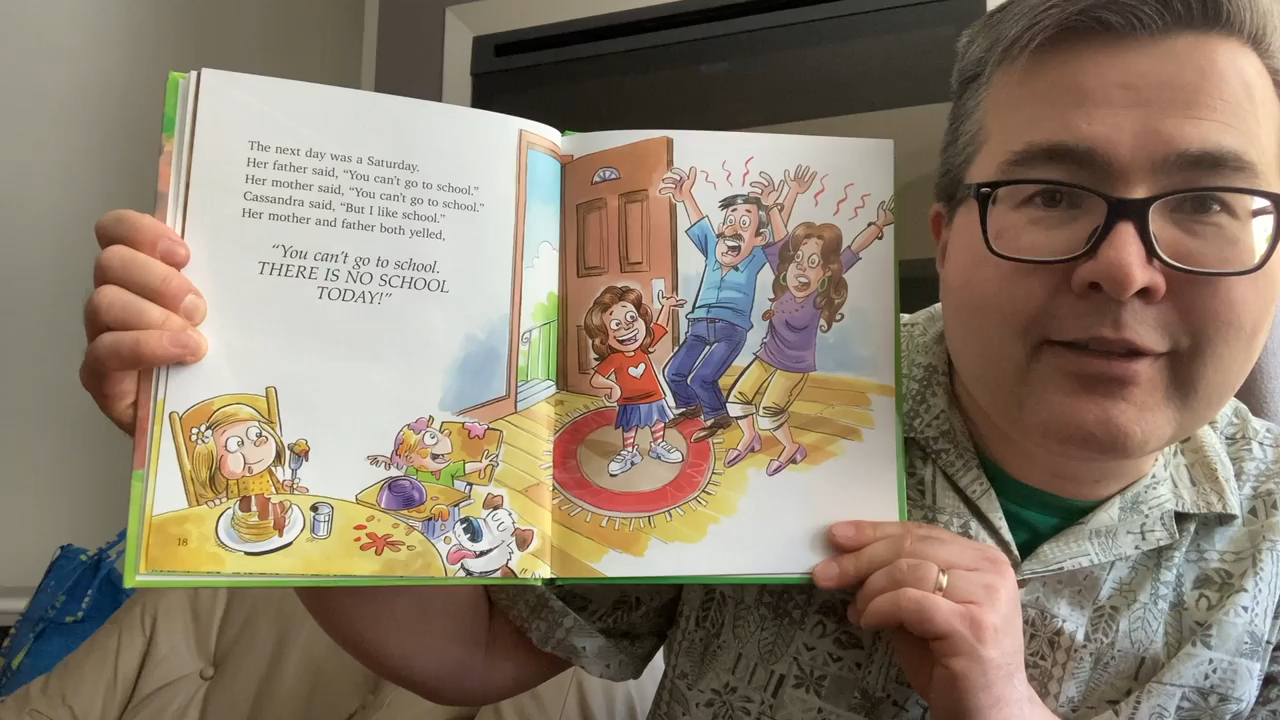 The next day was a Saturday.
Her father said, “You can’t go to school.”
Her mother said, “You can’t go to school.”
Cassandra said, “But I like school.”
Her mother and father both yelled,
“You can’t go to school.
THERE IS NO SCHOOL
TODAY!”
18